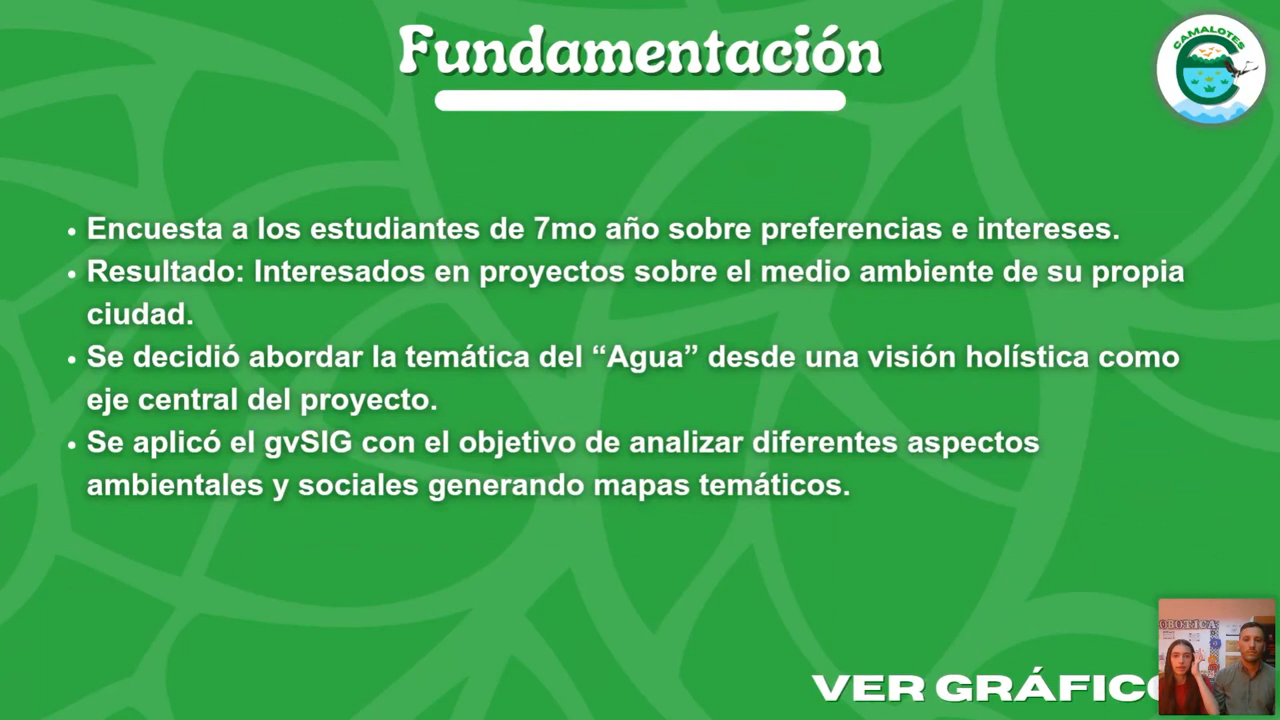 Fundamentación
CAMALOTES
• Encuesta a los estudiantes de 7mo año sobre preferencias e intereses.
• Resultado: Interesados en proyectos sobre el medio ambiente de su propia
ciudad.
• Se decidió abordar la temática del “Agua” desde una visión holística como
eje central del proyecto.
• Se aplicó el gvSIG con el objetivo de analizar diferentes aspectos
ambientales y sociales generando mapas temáticos.
OBOTICA
VER GRÁFICO